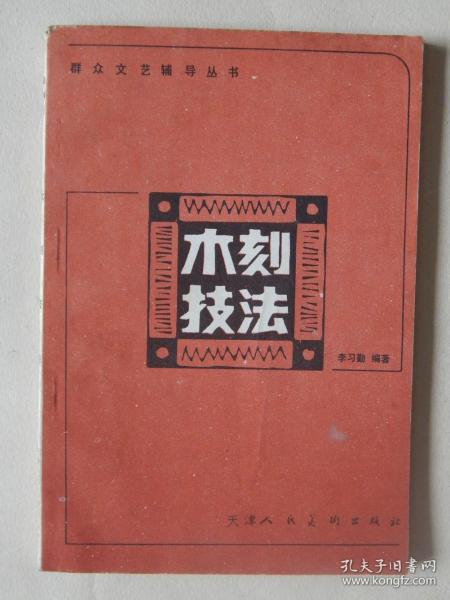 群众文艺辅导丛书
木刻
技法
李习勤 编著
天津人民美术出版社
孔夫子旧书网
www.kongfz.com